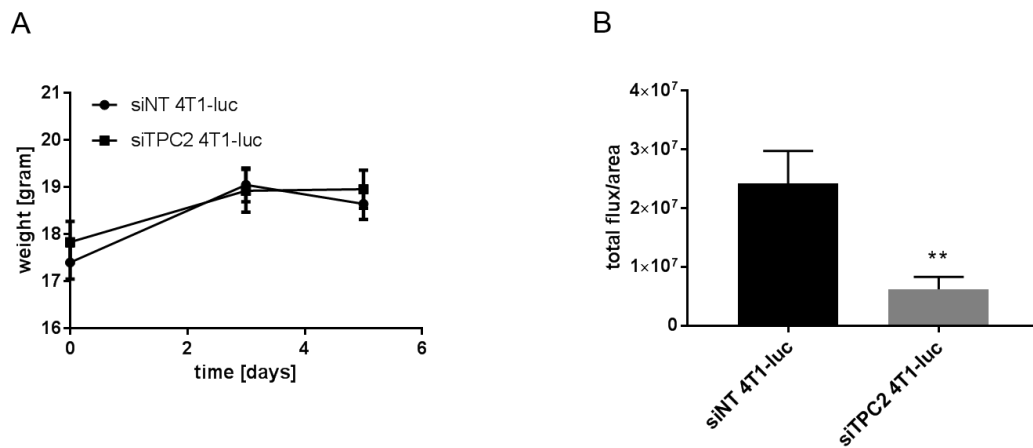 A
B
21
20
19
18
17
16
weight [gram]
siNT 4T1-luc
siTPC2 4T1-luc
0
2
4
6
time [days]
4×10⁷
3×10⁷
2×10⁷
1×10⁷
0
total flux/area
**
siNT 4T1-luc
siTPC2 4T1-luc